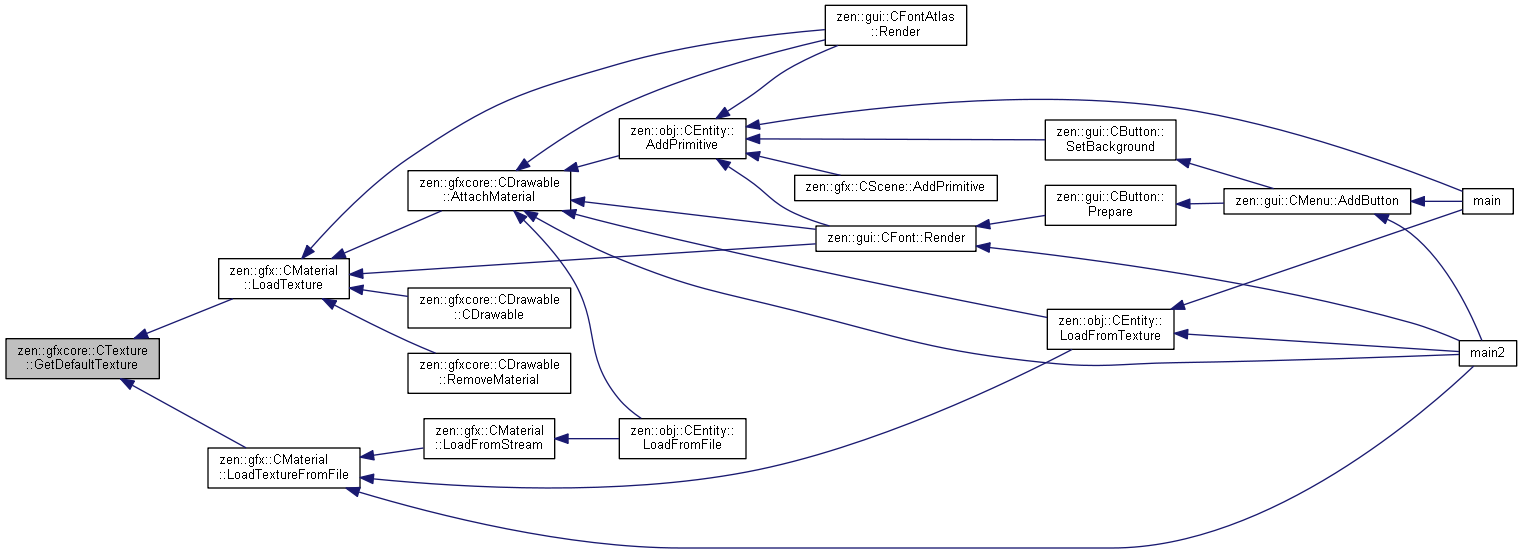 zen::gui::CFontAtlas
::Render
zen::obj::CEntity::
AddPrimitive
zen::gui::CButton::
SetBackground
zen::gfxcore::CDrawable
::AttachMaterial
zen::gfx::CScene::AddPrimitive
zen::gui::CButton::
Prepare
zen::gui::CMenu::AddButton
main
zen::gui::CFont::Render
zen::gfx::CMaterial
::LoadTexture
zen::gfxcore::CDrawable
::CDrawable
zen::obj::CEntity::
LoadFromTexture
zen::gfxcore::CTexture
::GetDefaultTexture
main2
zen::gfxcore::CDrawable
::RemoveMaterial
zen::gfx::CMaterial
::LoadFromStream
zen::obj::CEntity::
LoadFromFile
zen::gfx::CMaterial
::LoadTextureFromFile